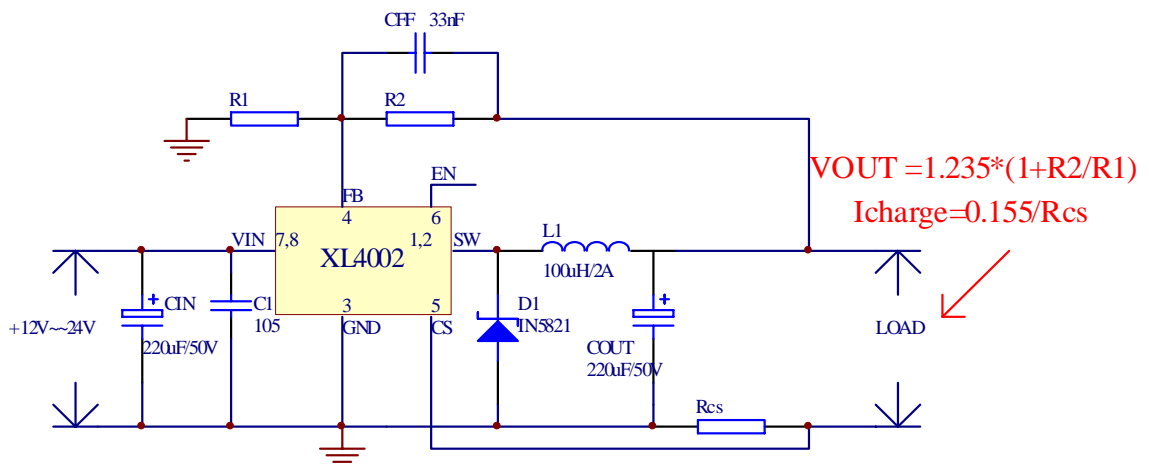 CFF 33nF
R1
R2
VOUT =1.235*(1+R2/R1)
Icharge=0.155/Rcs
EN
FB
4
6
VIN
7,8
1,2
SW
XL4002
L1
100uH/2A
3
5
GND
CS
CIN
220uF/50V
C1
105
+12V~~24V
D1
IN5821
COUT
220uF/50V
LOAD
Rcs